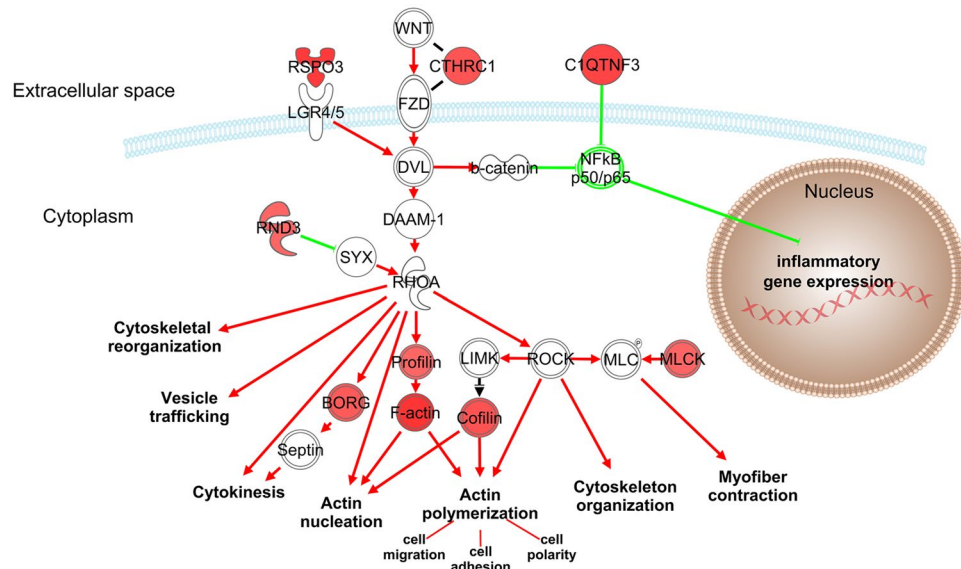 WNT
RSPO3
CTHRC1
C1QTNF3
Extracellular space
LGR4/5
FZD
DVL
b-catenin
NFkB
p50/p65
Nucleus
Cytoplasm
RND3
DAAM-1
SYX
RHOA
inflammatory
gene expression
Cytoskeletal
reorganization
Profilin
LIMK
ROCK
MLC
P
MLCK
Vesicle
trafficking
BORG
F-actin
Cofilin
Septin
Cytokinesis
Actin
nucleation
Actin
polymerization
Cytoskeleton
organization
Myofiber
contraction
cell
migration
cell
adhesion
cell
polarity